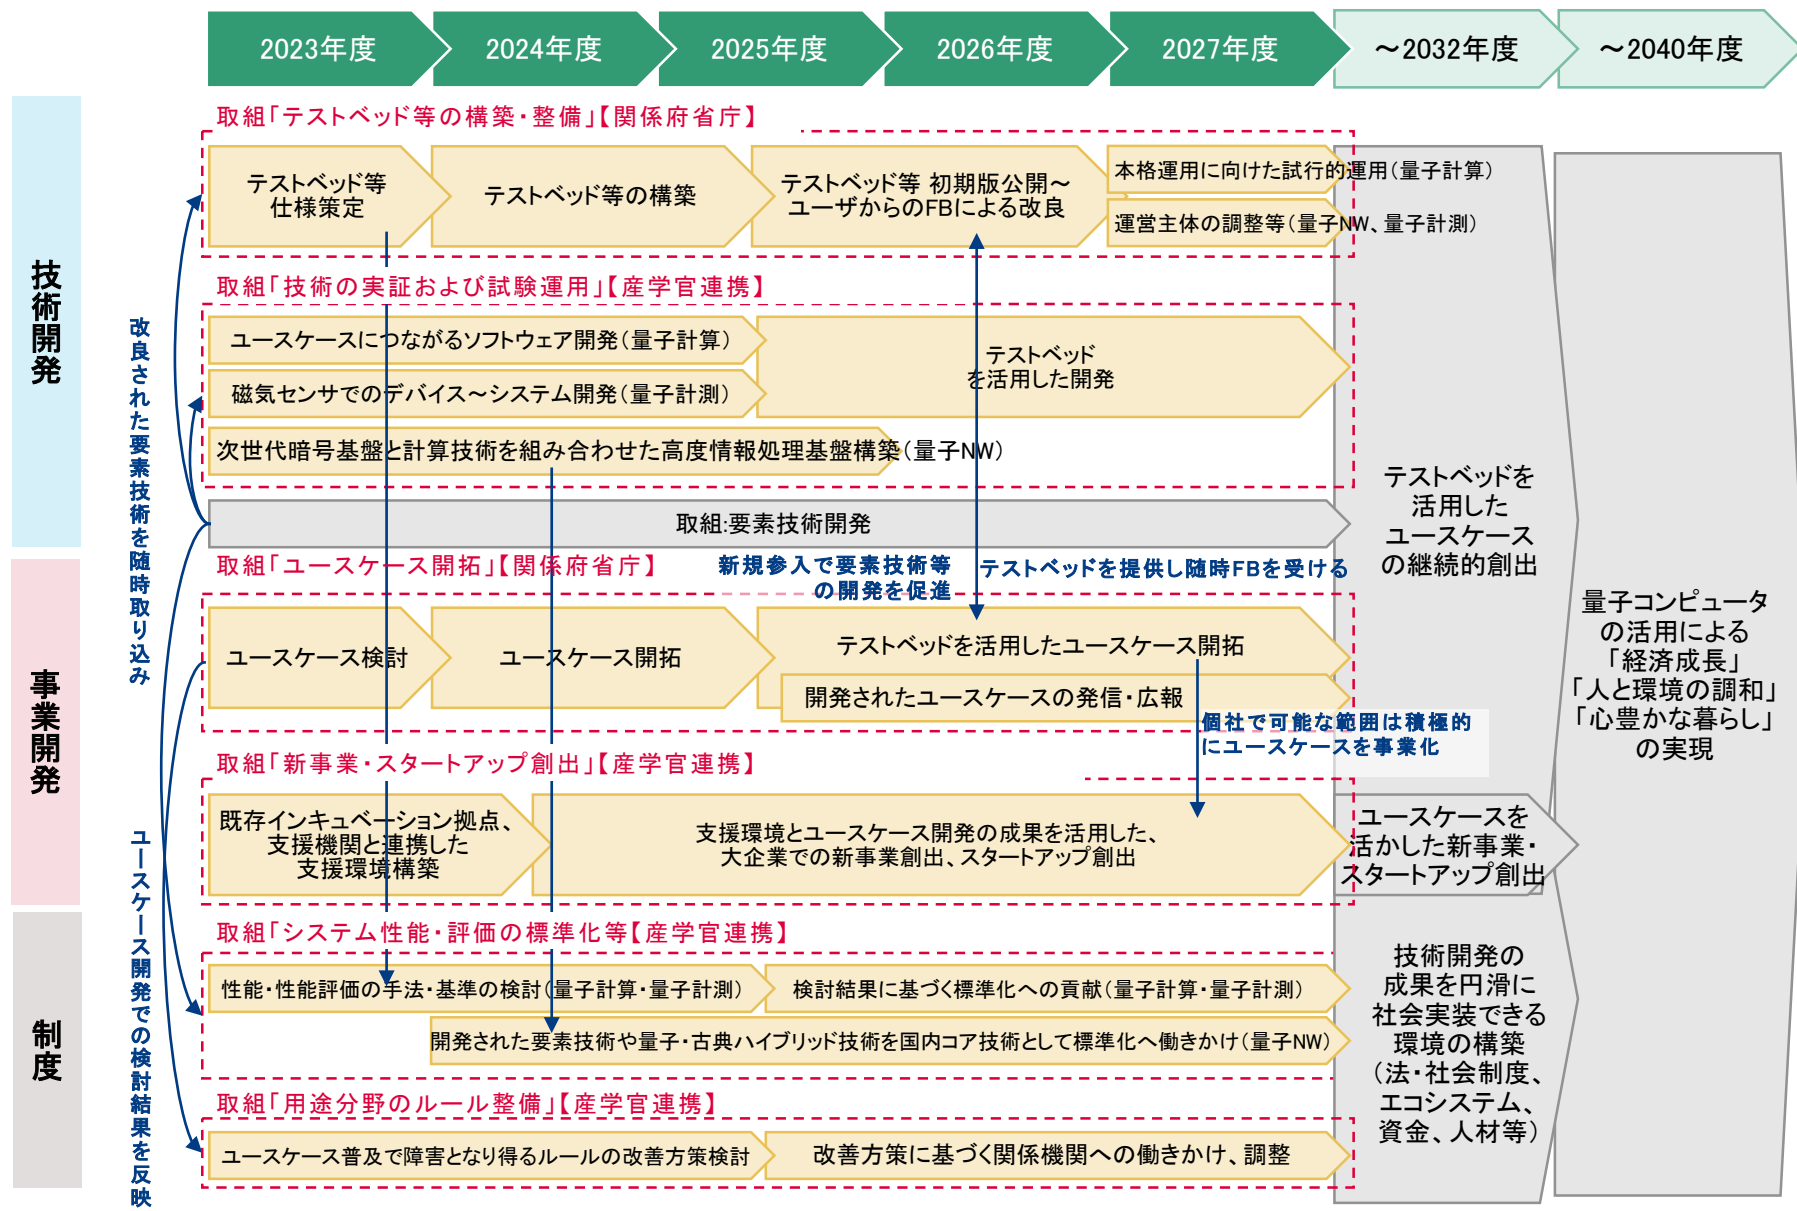 2023年度
2024年度
2025年度
2026年度
2027年度
～2032年度
～2040年度
技術開発
事業開発
制度
改良された要素技術を随時取り込み
ユースケース開発での検討結果を反映
取組「テストベッド等の構築・整備」【関係府省庁】
テストベッド等
仕様策定
テストベッド等の構築
テストベッド等 初期版公開～
ユーザからのFBによる改良
本格運用に向けた試行的運用(量子計算)
運営主体の調整等(量子NW、量子計測)
取組「技術の実証および試験運用」【産学官連携】
ユースケースにつながるソフトウェア開発(量子計算)
磁気センサでのデバイス～システム開発(量子計測)
次世代暗号基盤と計算技術を組み合わせた高度情報処理基盤構築(量子NW)
テストベッド
を活用した開発
取組:要素技術開発
取組「ユースケース開拓」【関係府省庁】
新規参入で要素技術等
の開発を促進
テストベッドを提供し随時FBを受ける
ユースケース検討
ユースケース開拓
テストベッドを活用したユースケース開拓
開発されたユースケースの発信・広報
個社で可能な範囲は積極的
にユースケースを事業化
取組「新事業・スタートアップ創出」【産学官連携】
既存インキュベーション拠点、
支援機関と連携した
支援環境構築
支援環境とユースケース開発の成果を活用した、
大企業での新事業創出、スタートアップ創出
取組「システム性能・評価の標準化等【産学官連携】
性能・性能評価の手法・基準の検討(量子計算・量子計測)
検討結果に基づく標準化への貢献(量子計算・量子計測)
開発された要素技術や量子・古典ハイブリッド技術を国内コア技術として標準化へ働きかけ(量子NW)
取組「用途分野のルール整備」【産学官連携】
ユースケース普及で障害となり得るルールの改善方策検討
改善方策に基づく関係機関への働きかけ、調整
テストベッドを
活用した
ユースケース
の継続的創出
ユースケースを
活かした新事業・
スタートアップ創出
技術開発の
成果を円滑に
社会実装できる
環境の構築
(法・社会制度、
エコシステム、
資金、人材等)
量子コンピュータ
の活用による
「経済成長」
「人と環境の調和」
「心豊かな暮らし」
の実現